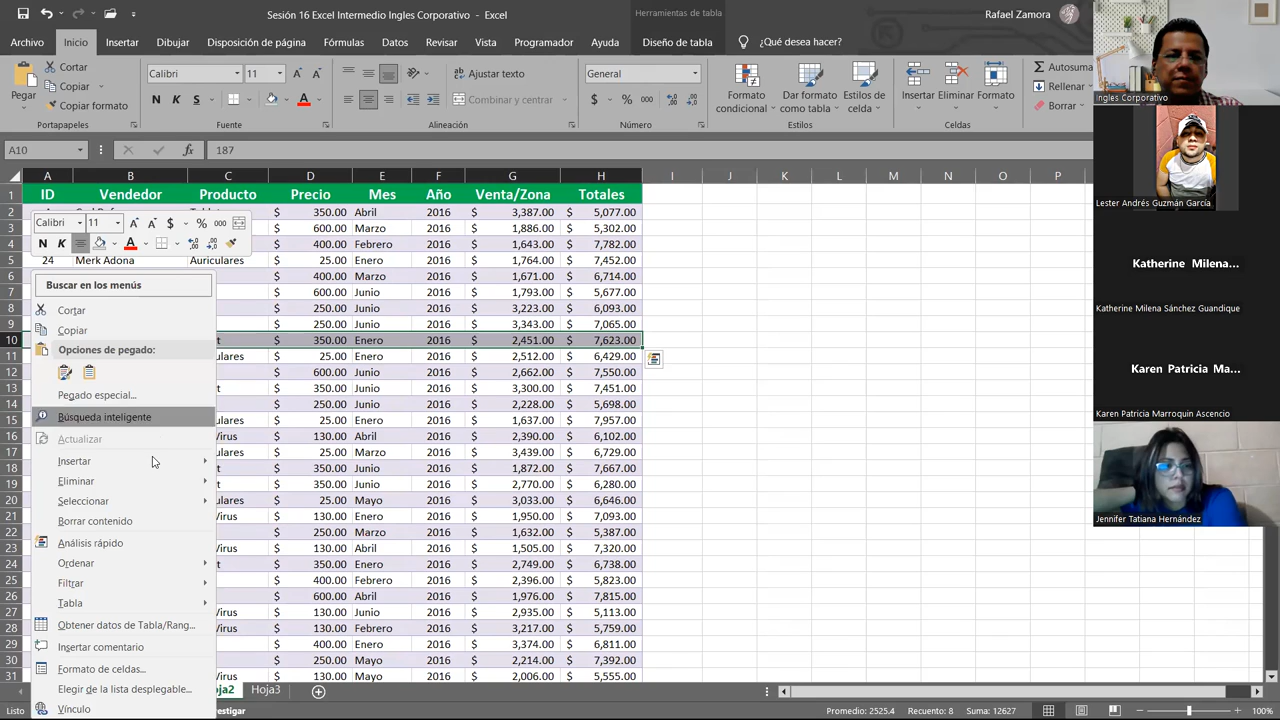 Sesión 16 Excel Intermedio Ingles Corporativo - Excel
Herramientas de tabla
Rafael Zamora
Archivo Inicio Insertar Dibujar Disposición de página Fórmulas Datos Revisar Vista Programador Ayuda Diseño de tabla ¿Qué desea hacer?
Pegar
Cortar
Copiar
Copiar formato
Portapapeles
Calibri 11
N K S
Fuente
Ajustar texto
Combinar y centrar
Alineación
General
$ % 000
Número
Formato condicional
Dar formato como tabla
Estilos de celda
Estilos
Insertar Eliminar Formato
Celdas
Autosuma
Rellenar
Borrar
A10 fx 187
A B C D E F G H I J K L M N O P
1 ID Vendedor Producto Precio Mes Año Venta/Zona Totales
2 $ 350.00 Abril 2016 $ 3,387.00 $ 5,077.00
3 $ 600.00 Marzo 2016 $ 1,886.00 $ 5,302.00
4 $ 400.00 Febrero 2016 $ 1,643.00 $ 7,782.00
5 24 Merk Adona Auriculares $ 25.00 Enero 2016 $ 1,764.00 $ 7,452.00
6 $ 400.00 Marzo 2016 $ 1,671.00 $ 6,714.00
7 $ 600.00 Junio 2016 $ 1,793.00 $ 5,677.00
8 $ 250.00 Junio 2016 $ 3,223.00 $ 6,093.00
9 $ 250.00 Junio 2016 $ 3,343.00 $ 7,065.00
10 t $ 350.00 Enero 2016 $ 2,451.00 $ 7,623.00
11 culares $ 25.00 Enero 2016 $ 2,512.00 $ 6,429.00
12 $ 600.00 Junio 2016 $ 2,662.00 $ 7,550.00
13 t $ 350.00 Junio 2016 $ 3,300.00 $ 7,451.00
14 $ 250.00 Junio 2016 $ 2,228.00 $ 5,698.00
15 culares $ 25.00 Enero 2016 $ 1,637.00 $ 7,957.00
16 Virus $ 130.00 Abril 2016 $ 2,390.00 $ 6,102.00
17 culares $ 25.00 Marzo 2016 $ 3,439.00 $ 6,729.00
18 t $ 350.00 Junio 2016 $ 1,872.00 $ 7,667.00
19 t $ 350.00 Junio 2016 $ 2,770.00 $ 6,280.00
20 culares $ 25.00 Mayo 2016 $ 3,033.00 $ 6,646.00
21 Virus $ 130.00 Enero 2016 $ 1,950.00 $ 7,093.00
22 $ 250.00 Marzo 2016 $ 1,632.00 $ 5,387.00
23 Virus $ 130.00 Abril 2016 $ 1,505.00 $ 7,320.00
24 t $ 350.00 Enero 2016 $ 2,749.00 $ 6,738.00
25 $ 400.00 Febrero 2016 $ 2,396.00 $ 5,823.00
26 $ 600.00 Abril 2016 $ 1,976.00 $ 7,815.00
27 Virus $ 130.00 Junio 2016 $ 2,935.00 $ 5,113.00
28 Virus $ 130.00 Febrero 2016 $ 3,217.00 $ 5,759.00
29 $ 400.00 Enero 2016 $ 3,374.00 $ 6,811.00
30 $ 250.00 Mayo 2016 $ 2,214.00 $ 7,392.00
31 Virus $ 130.00 Mayo 2016 $ 2,006.00 $ 5,555.00
Calibri 11 $ % 000
N K
Buscar en los menús
Cortar
Copiar
Opciones de pegado:
Pegado especial...
Búsqueda inteligente
Actualizar
Insertar
Eliminar
Seleccionar
Borrar contenido
Análisis rápido
Ordenar
Filtrar
Tabla
Obtener datos de Tabla/Rang...
Insertar comentario
Formato de celdas...
Elegir de la lista desplegable...
Vínculo
oja2 Hoja3
Listo stigar Promedio: 2525.4 Recuento: 8 Suma: 12627 100%
Ingles Corporativo
Lester Andrés Guzmán García
Katherine Milena...
Katherine Milena Sánchez Guandique
Karen Patricia Ma...
Karen Patricia Marroquin Ascencio
Jennifer Tatiana Hernández